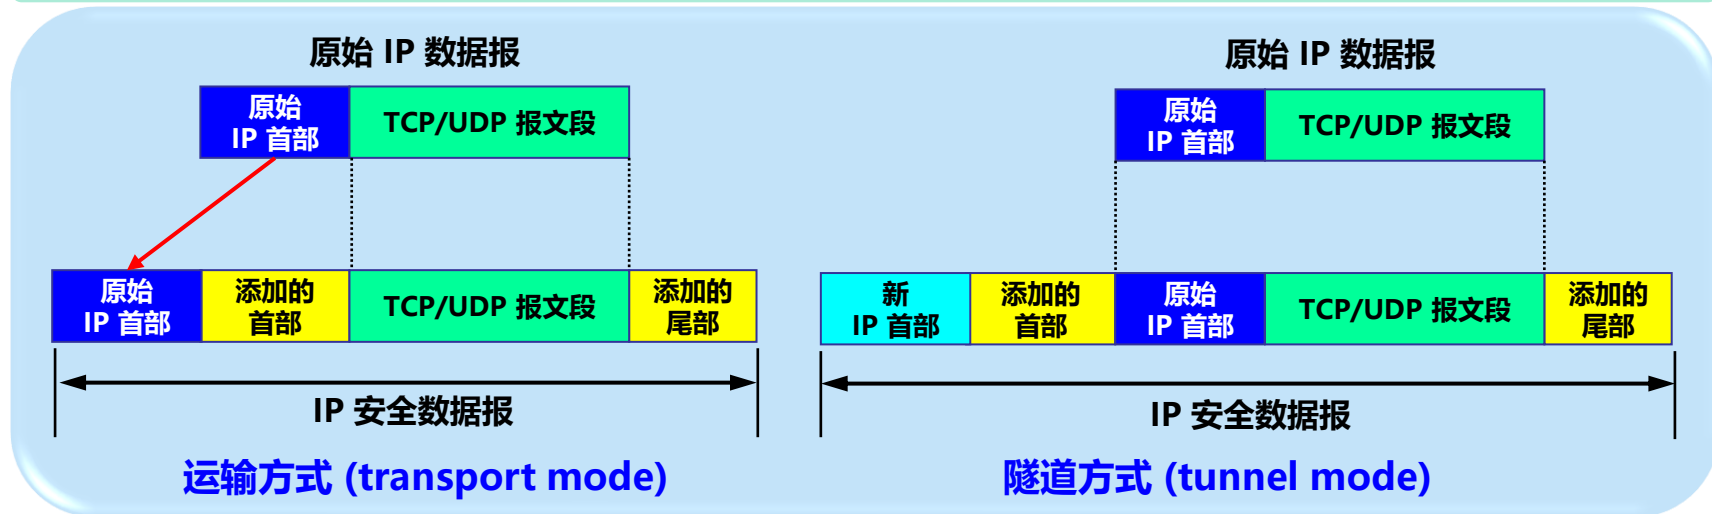 原始 IP 数据报
原始
IP 首部
TCP/UDP 报文段
原始
IP 首部
添加的
首部
TCP/UDP 报文段
添加的
尾部
IP 安全数据报
运输方式 (transport mode)
原始 IP 数据报
原始
IP 首部
TCP/UDP 报文段
新
IP 首部
添加的
首部
原始
IP 首部
TCP/UDP 报文段
添加的
尾部
IP 安全数据报
隧道方式 (tunnel mode)